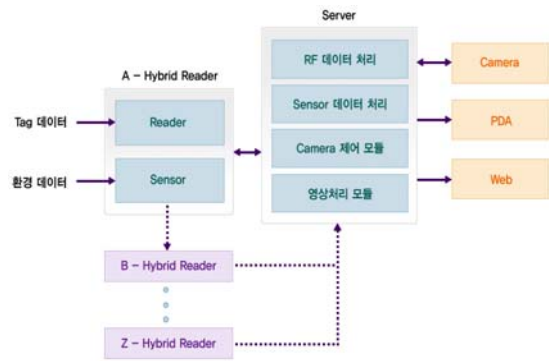 Server
A - Hybrid Reader
RF 데이터 처리
Camera
Tag 데이터
Reader
Sensor 데이터 처리
PDA
Camera 제어 모듈
환경 데이터
Sensor
영상처리 모듈
Web
B - Hybrid Reader
Z - Hybrid Reader